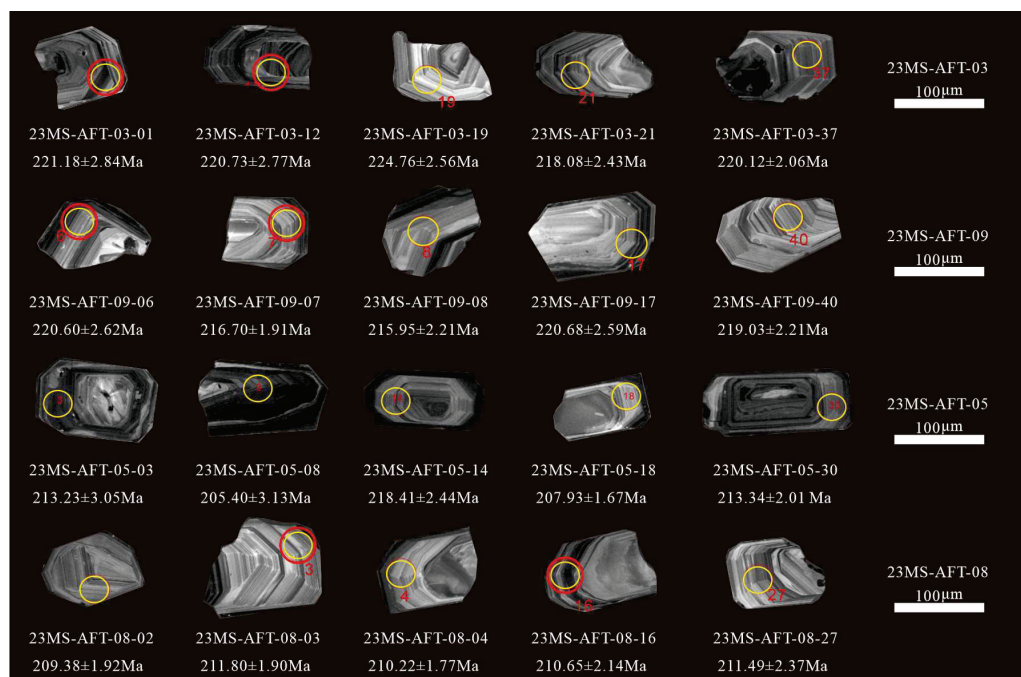 19
21
37
23MS-AFT-03
100μm
23MS-AFT-03-01 23MS-AFT-03-12 23MS-AFT-03-19 23MS-AFT-03-21 23MS-AFT-03-37
221.18±2.84Ma 220.73±2.77Ma 224.76±2.56Ma 218.08±2.43Ma 220.12±2.06Ma
6
7
8
17
40
23MS-AFT-09
100μm
23MS-AFT-09-06 23MS-AFT-09-07 23MS-AFT-09-08 23MS-AFT-09-17 23MS-AFT-09-40
220.60±2.62Ma 216.70±1.91Ma 215.95±2.21Ma 220.68±2.59Ma 219.03±2.21Ma
18
23MS-AFT-05
100μm
23MS-AFT-05-03 23MS-AFT-05-08 23MS-AFT-05-14 23MS-AFT-05-18 23MS-AFT-05-30
213.23±3.05Ma 205.40±3.13Ma 218.41±2.44Ma 207.93±1.67Ma 213.34±2.01 Ma
3
4
16
27
23MS-AFT-08
100μm
23MS-AFT-08-02 23MS-AFT-08-03 23MS-AFT-08-04 23MS-AFT-08-16 23MS-AFT-08-27
209.38±1.92Ma 211.80±1.90Ma 210.22±1.77Ma 210.65±2.14Ma 211.49±2.37Ma